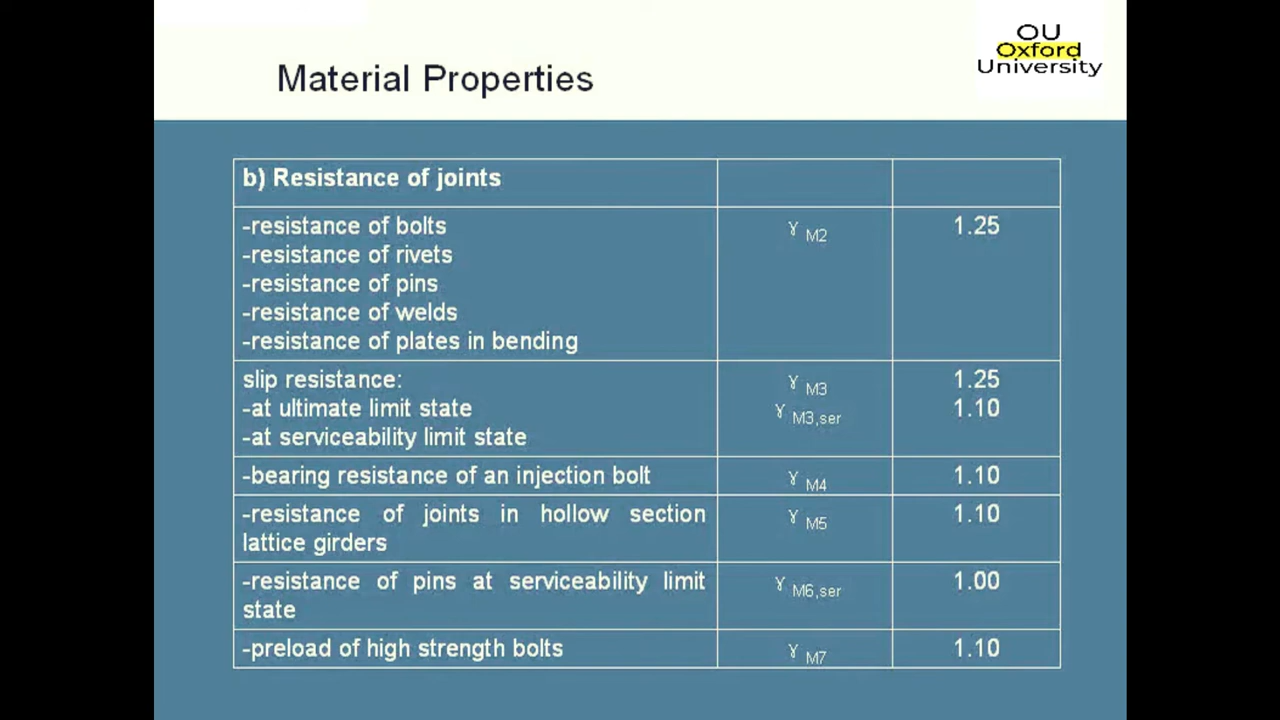 OU
Oxford
University
Material Properties
b) Resistance of joints
-resistance of bolts
-resistance of rivets
-resistance of pins
-resistance of welds
-resistance of plates in bending
ɣ M2
1.25
slip resistance:
-at ultimate limit state
-at serviceability limit state
ɣ M3
ɣ M3,ser
1.25
1.10
-bearing resistance of an injection bolt
ɣ M4
1.10
-resistance of joints in hollow section
lattice girders
ɣ M5
1.10
-resistance of pins at serviceability limit
state
ɣ M6,ser
1.00
-preload of high strength bolts
ɣ M7
1.10